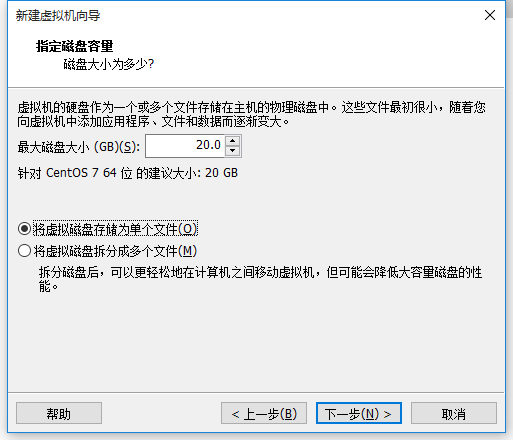 新建虚拟机向导
指定磁盘容量
磁盘大小为多少?
虚拟机的硬盘作为一个或多个文件存储在主机的物理磁盘中。这些文件最初很小，随着您
向虚拟机中添加应用程序、文件和数据而逐渐变大。
最大磁盘大小 (GB)(S): 20.0
针对 CentOS 7 64 位 的建议大小: 20 GB
将虚拟磁盘存储为单个文件(O)
将虚拟磁盘拆分成多个文件(M)
拆分磁盘后，可以更轻松地在计算机之间移动虚拟机，但可能会降低大容量磁盘的性
能。
帮助 < 上一步(B) 下一步(N) > 取消